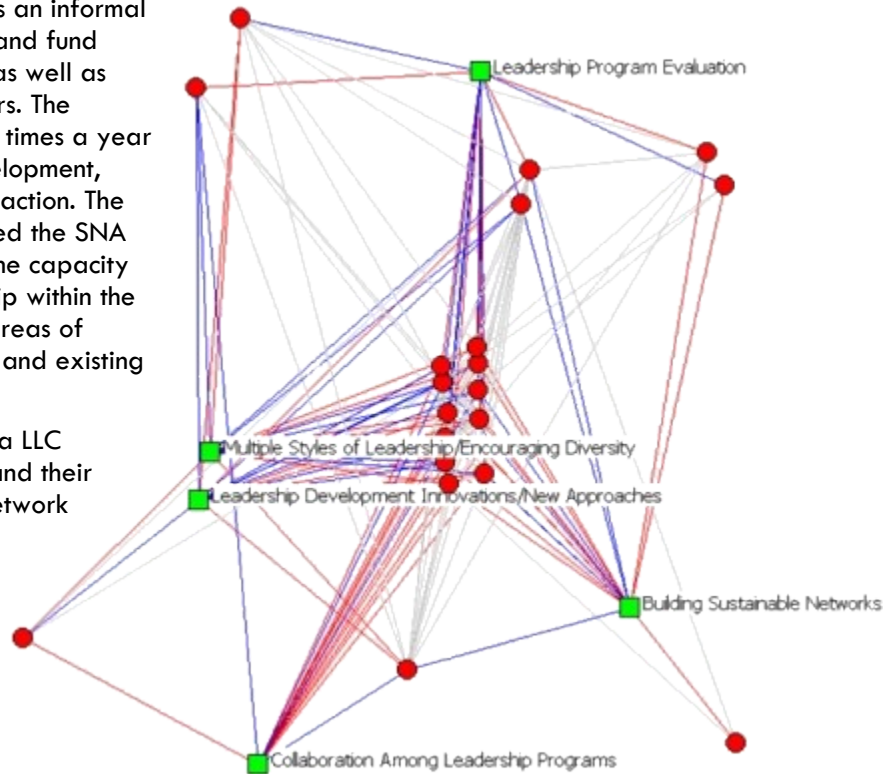 s an informal
and fund
as well as
rs. The
times a year
elopment,
action. The
ed the SNA
ne capacity
ip within the
reas of
and existing
a LLC
and their
etwork
Leadership Program Evaluation
Multiple Styles of Leadership/Encouraging Diversity
Leadership Development Innovations/New Approaches
Building Sustainable Networks
Collaboration Among Leadership Programs